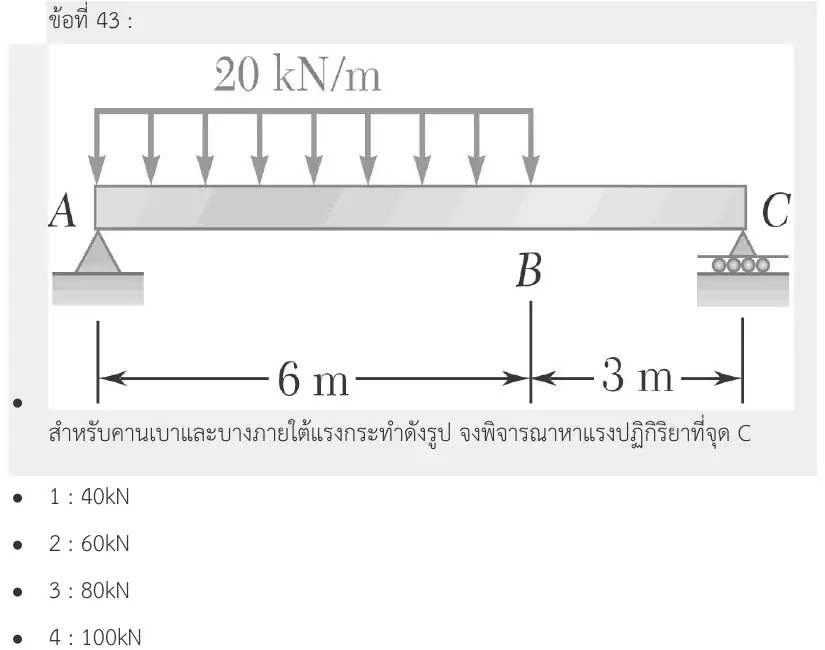 ข้อที่ 43 :
20 kN/m
A
C
B
6 m
3 m
สำหรับคานเบาและบางภายใต้แรงกระทำดังรูป จงพิจารณาหาแรงปฏิกิริยาที่จุด C
1 : 40kN
2 : 60kN
3 : 80kN
4 : 100kN